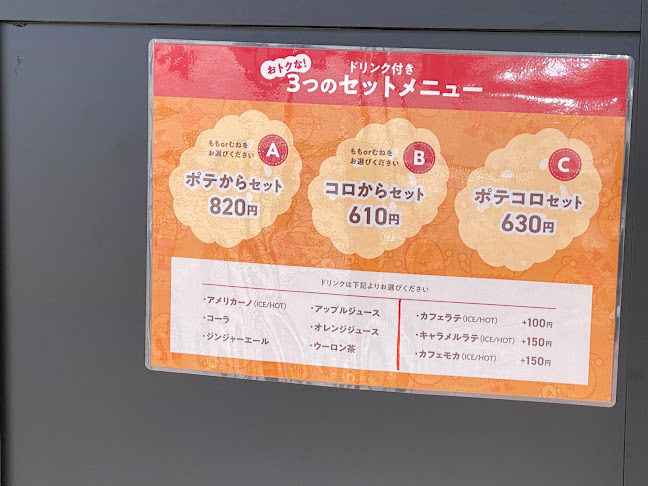 おトクな!
ドリンク付き
3つのセットメニュー
ももorむねを
お選びください
A
ポテからセット
820円
ももorむねを
お選びください
B
コロからセット
610円
C
ポテコロセット
630円
ドリンクは下記よりお選びください
・アメリカーノ(ICE/HOT)
・コーラ
・ジンジャーエール
・アップルジュース
・オレンジジュース
・ウーロン茶
・カフェラテ(ICE/HOT) +100円
・キャラメルラテ(ICE/HOT) +150円
・カフェモカ(ICE/HOT) +150円